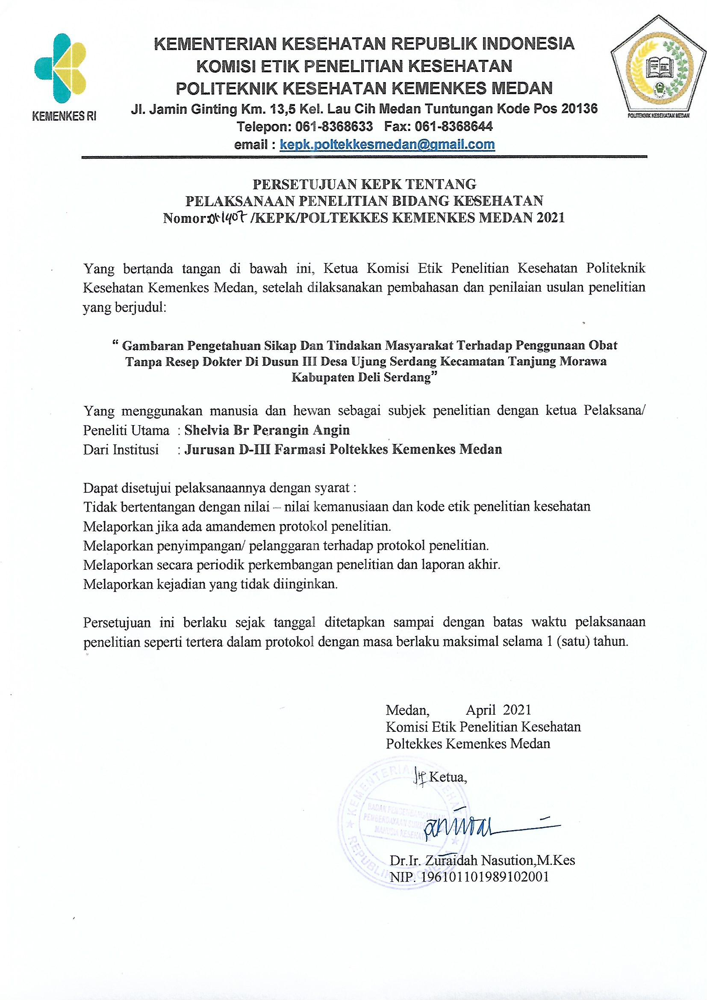 KEMENTERIAN KESEHATAN REPUBLIK INDONESIA
KOMISI ETIK PENELITIAN KESEHATAN
POLITEKNIK KESEHATAN KEMENKES MEDAN
Jl. Jamin Ginting Km. 13,5 Kel. Lau Cih Medan Tuntungan Kode Pos 20136
Telepon: 061-8368633 Fax: 061-8368644
email : kepk.poltekkesmedan@gmail.com
KEMENKES RI
POLITEKNIK KESEHATAN MEDAN
PERSETUJUAN KEPK TENTANG
PELAKSANAAN PENELITIAN BIDANG KESEHATAN
Nomor: /KEPK/POLTEKKES KEMENKES MEDAN 2021
Yang bertanda tangan di bawah ini, Ketua Komisi Etik Penelitian Kesehatan Politeknik
Kesehatan Kemenkes Medan, setelah dilaksanakan pembahasan dan penilaian usulan penelitian
yang berjudul:
“ Gambaran Pengetahuan Sikap Dan Tindakan Masyarakat Terhadap Penggunaan Obat
Tanpa Resep Dokter Di Dusun III Desa Ujung Serdang Kecamatan Tanjung Morawa
Kabupaten Deli Serdang”
Yang menggunakan manusia dan hewan sebagai subjek penelitian dengan ketua Pelaksana/
Peneliti Utama : Shelvia Br Perangin Angin
Dari Institusi : Jurusan D-III Farmasi Poltekkes Kemenkes Medan
Dapat disetujui pelaksanaannya dengan syarat :
Tidak bertentangan dengan nilai – nilai kemanusiaan dan kode etik penelitian kesehatan
Melaporkan jika ada amandemen protokol penelitian.
Melaporkan penyimpangan/ pelanggaran terhadap protokol penelitian.
Melaporkan secara periodik perkembangan penelitian dan laporan akhir.
Melaporkan kejadian yang tidak diinginkan.
Persetujuan ini berlaku sejak tanggal ditetapkan sampai dengan batas waktu pelaksanaan
penelitian seperti tertera dalam protokol dengan masa berlaku maksimal selama 1 (satu) tahun.
Medan, April 2021
Komisi Etik Penelitian Kesehatan
Poltekkes Kemenkes Medan
Ketua,
KEMENTERIAN KESEHATAN
BADAN PENGEMBANGAN DAN
PEMBERDAYAAN SUMBER DAYA
MANUSIA KESEHATAN
REPUBLIK INDONESIA
Dr.Ir. Zuraidah Nasution,M.Kes
NIP. 196101101989102001